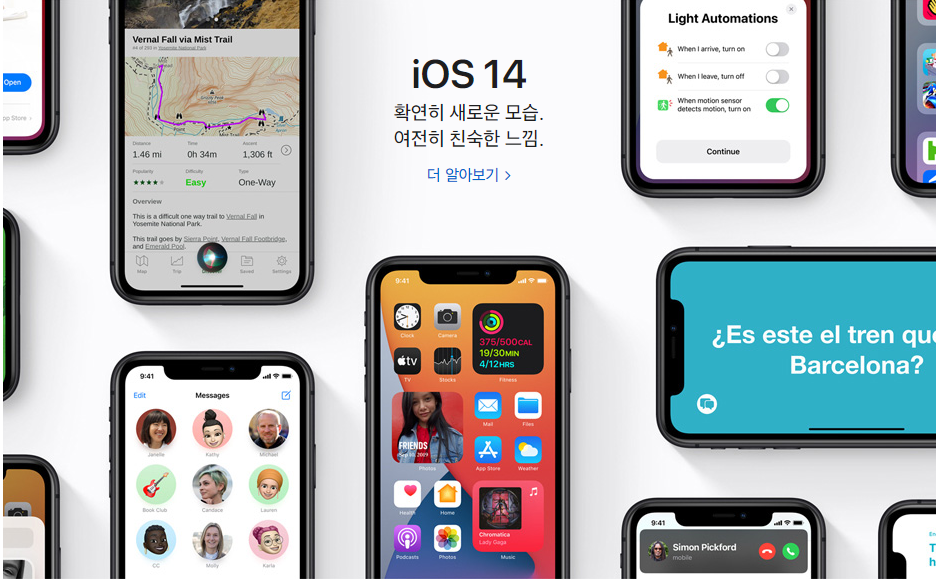 Open
App Store >
Vernal Fall via Mist Trail
#4 of 293 in Yosemite National Park
Distance
Time
Ascent
1.46 mi
0h 34m
1,306 ft
Popularity
Difficulty
Type
★★★★★
Easy
One-Way
Overview
This is a difficult one way trail to Vernal Fall in
Yosemite National Park.
This trail goes by Sierra Point, Vernal Fall Footbridge,
and Emerald Pool.
Map
Trip
Saved
Settings
iOS 14
확연히 새로운 모습.
여전히 친숙한 느낌.
더 알아보기 >
Light Automations
When I arrive, turn on
When I leave, turn off
When motion sensor
detects motion, turn on
Continue
9:41
Edit
Messages
Janelle
Kathy
Michael
Book Club
Candace
Lauren
CC
Molly
Karla
9:41
Clock
Camera
375/500CAL
19/30MIN
4/12HRS
tv
TV
Stocks
Fitness
FRIENDS
Sep 10, 2019
Photos
Mail
Files
App Store
Weather
Health
Home
Podcasts
Photos
Chromatica
Lady Gaga
Music
¿Es este el tren que
Barcelona?
9:41
Simon Pickford
mobile